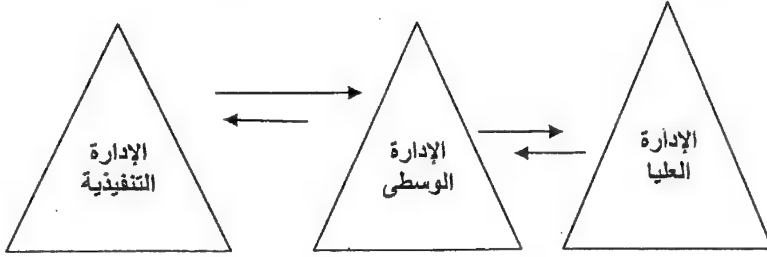 الإدارة
العليا
الإدارة
الوسطى
الإدارة
التنفيذية